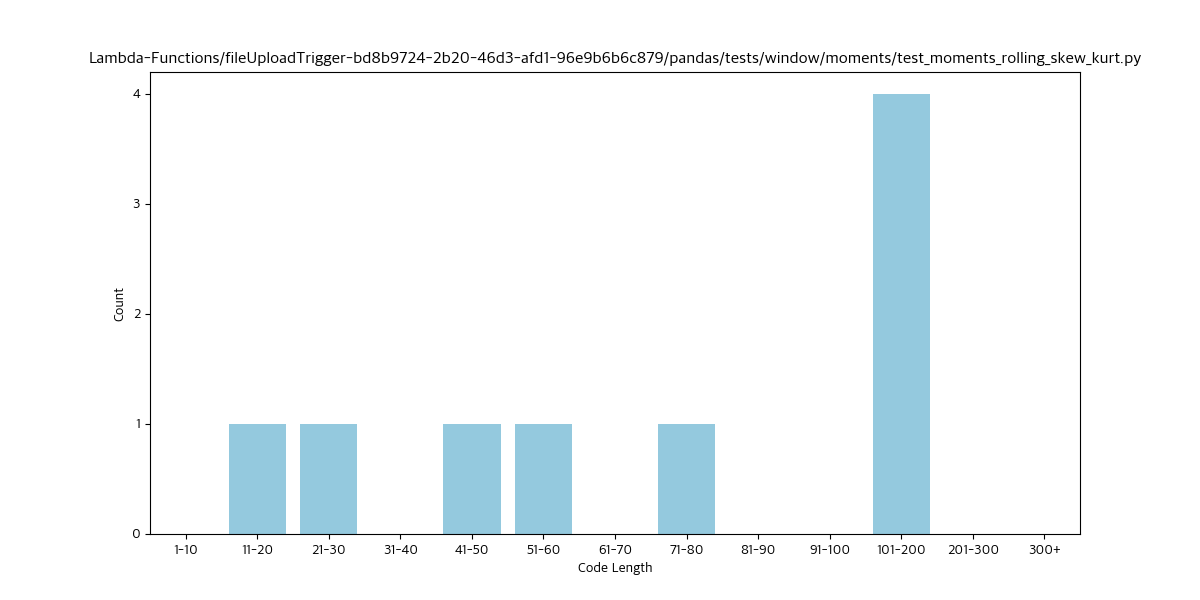 Lambda-Functions/fileUploadTrigger-bd8b9724-2b20-46d3-afd1-96e9b6b6c879/pandas/tests/window/moments/test_moments_rolling_skew_kurt.py
4
3
2
1
0
Count
1-10 11-20 21-30 31-40 41-50 51-60 61-70 71-80 81-90 91-100 101-200 201-300 300+
Code Length